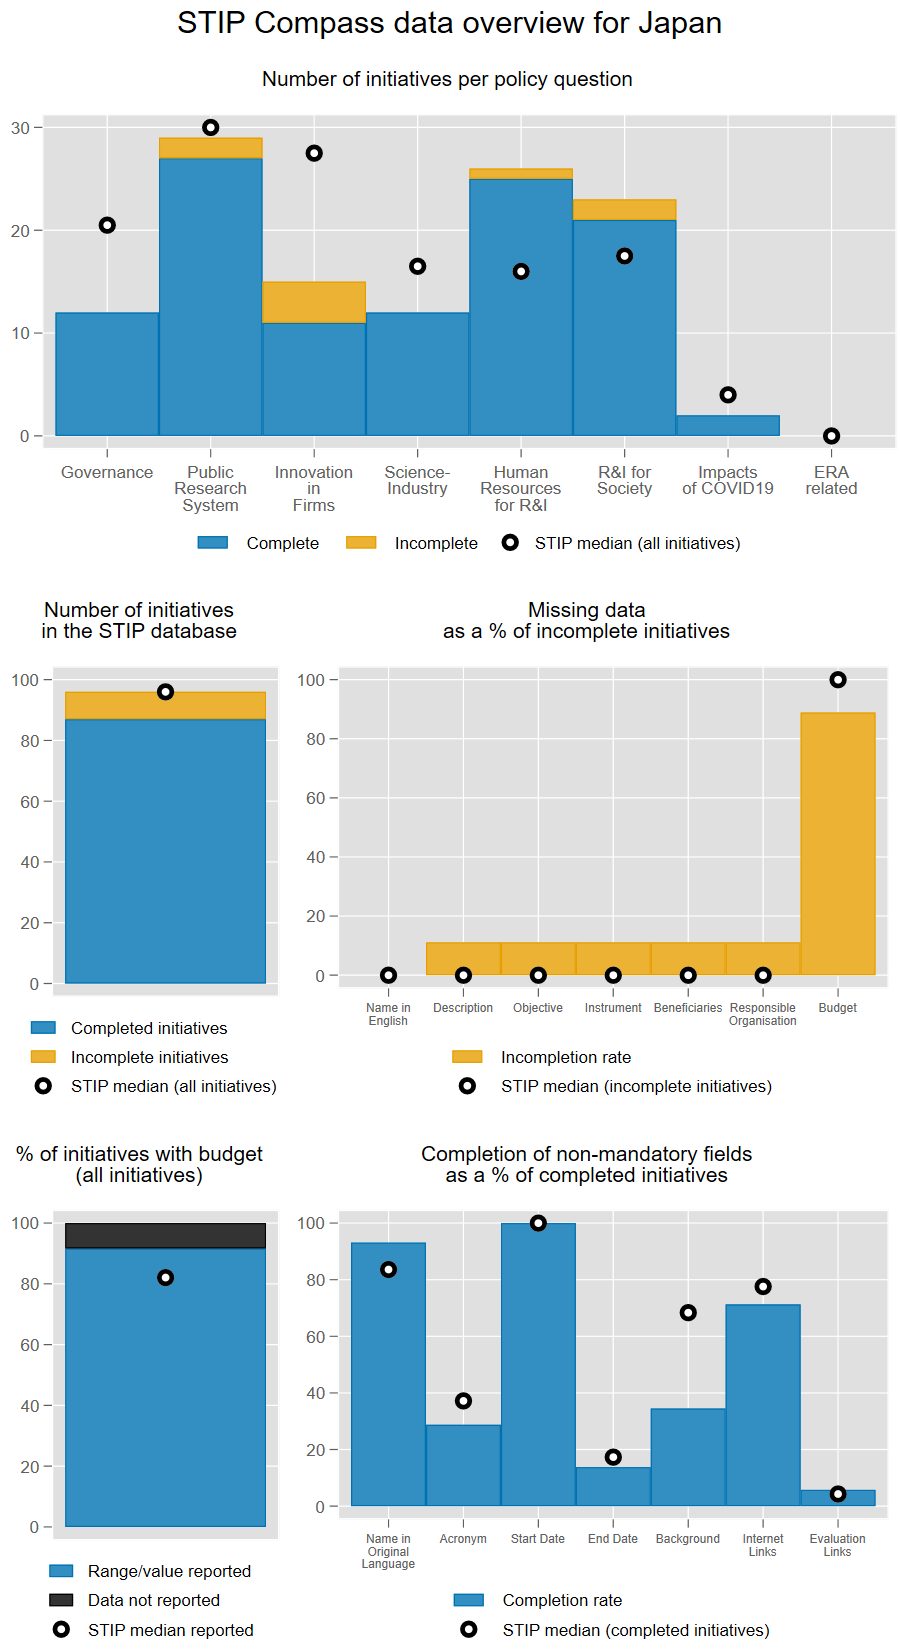 STIP Compass data overview for Japan
Number of initiatives per policy question
30
20
10
0
Governance
Public
Research
System
Innovation
in
Firms
Science-
Industry
Human
Resources
for R&I
R&I for
Society
Impacts
of COVID19
ERA
related
Complete
Incomplete
STIP median (all initiatives)
Number of initiatives
in the STIP database
100
80
60
40
20
0
Completed initiatives
Incomplete initiatives
STIP median (all initiatives)
Missing data
as a % of incomplete initiatives
100
80
60
40
20
0
Name in
English
Description
Objective
Instrument
Beneficiaries
Responsible
Organisation
Budget
Incompletion rate
STIP median (incomplete initiatives)
% of initiatives with budget
(all initiatives)
100
80
60
40
20
0
Range/value reported
Data not reported
STIP median reported
Completion of non-mandatory fields
as a % of completed initiatives
100
80
60
40
20
0
Name in
Original
Language
Acronym
Start Date
End Date
Background
Internet
Links
Evaluation
Links
Completion rate
STIP median (completed initiatives)